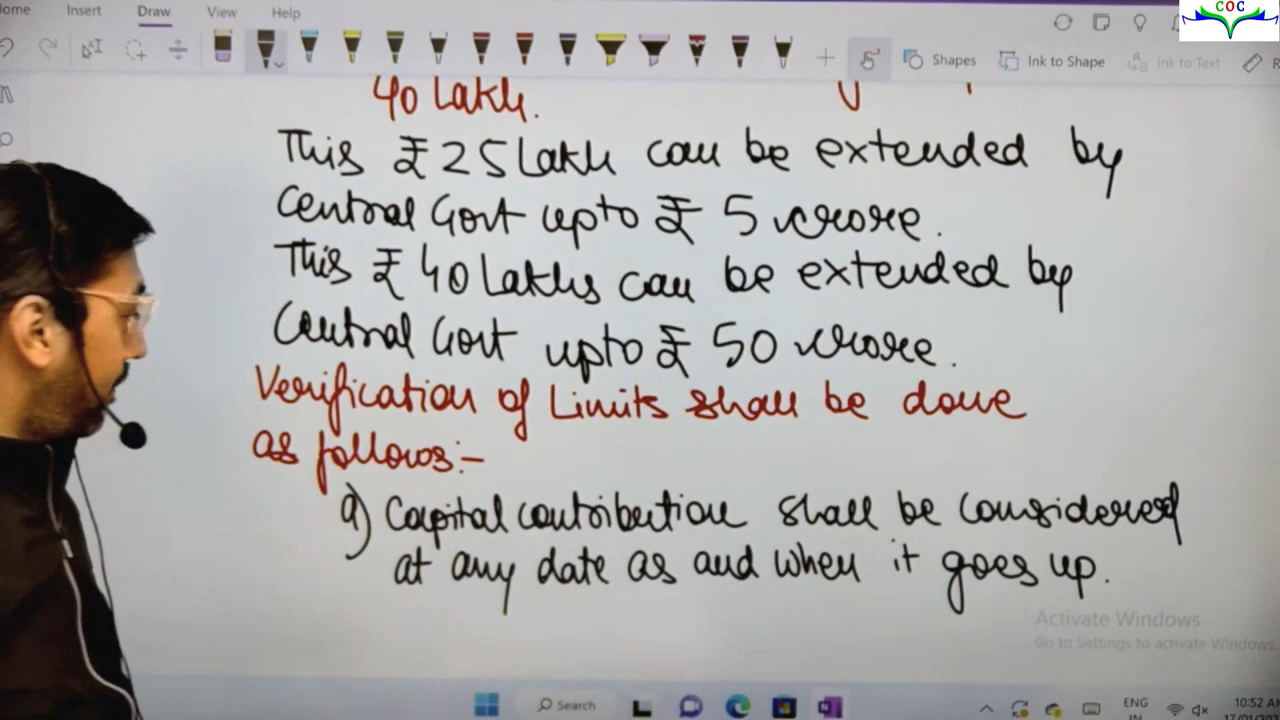 ome Insert Draw View Help
COC
Shapes Ink to Shape Ink to Text R
40 Lakh.
This ₹ 25 Lakh can be extended by
Central Govt upto ₹ 5 crore.
This ₹ 40 Lakhs can be extended by
Central Govt upto ₹ 50 crore.
Verification of Limits shall be done
as follows:-
a) Capital contribution shall be considered
at any date as and when it goes up.
Activate Windows
Go to Settings to activate Windows.
Search
ENG
IN
10:52 AM